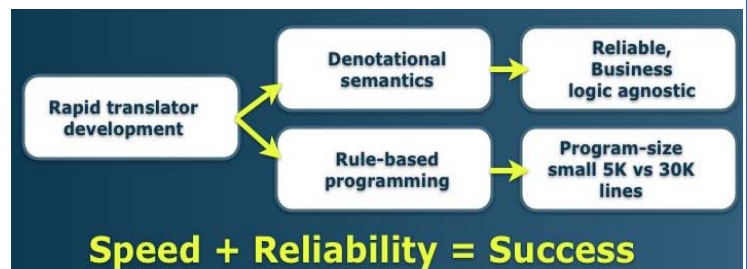 Rapid translator
development
Denotational
semantics
Reliable,
Business
logic agnostic
Rule-based
programming
Program-size
small 5K vs 30K
lines
Speed + Reliability = Success